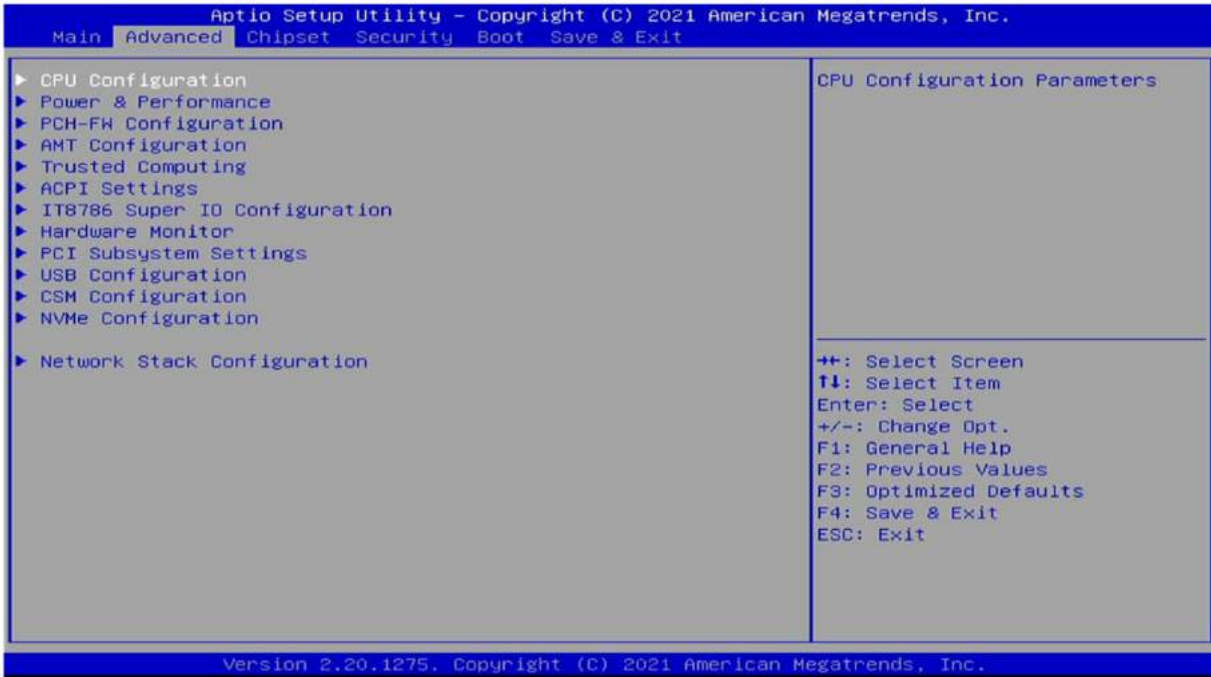 Aptio Setup Utility – Copyright (C) 2021 American Megatrends, Inc.
Main Advanced Chipset Security Boot Save & Exit
▶ CPU Configuration
▶ Power & Performance
▶ PCH-FW Configuration
▶ AMT Configuration
▶ Trusted Computing
▶ ACPI Settings
▶ IT8786 Super IO Configuration
▶ Hardware Monitor
▶ PCI Subsystem Settings
▶ USB Configuration
▶ CSM Configuration
▶ NVMe Configuration
▶ Network Stack Configuration
CPU Configuration Parameters
→←: Select Screen
↑↓: Select Item
Enter: Select
+/-: Change Opt.
F1: General Help
F2: Previous Values
F3: Optimized Defaults
F4: Save & Exit
ESC: Exit
Version 2.20.1275. Copyright (C) 2021 American Megatrends, Inc.